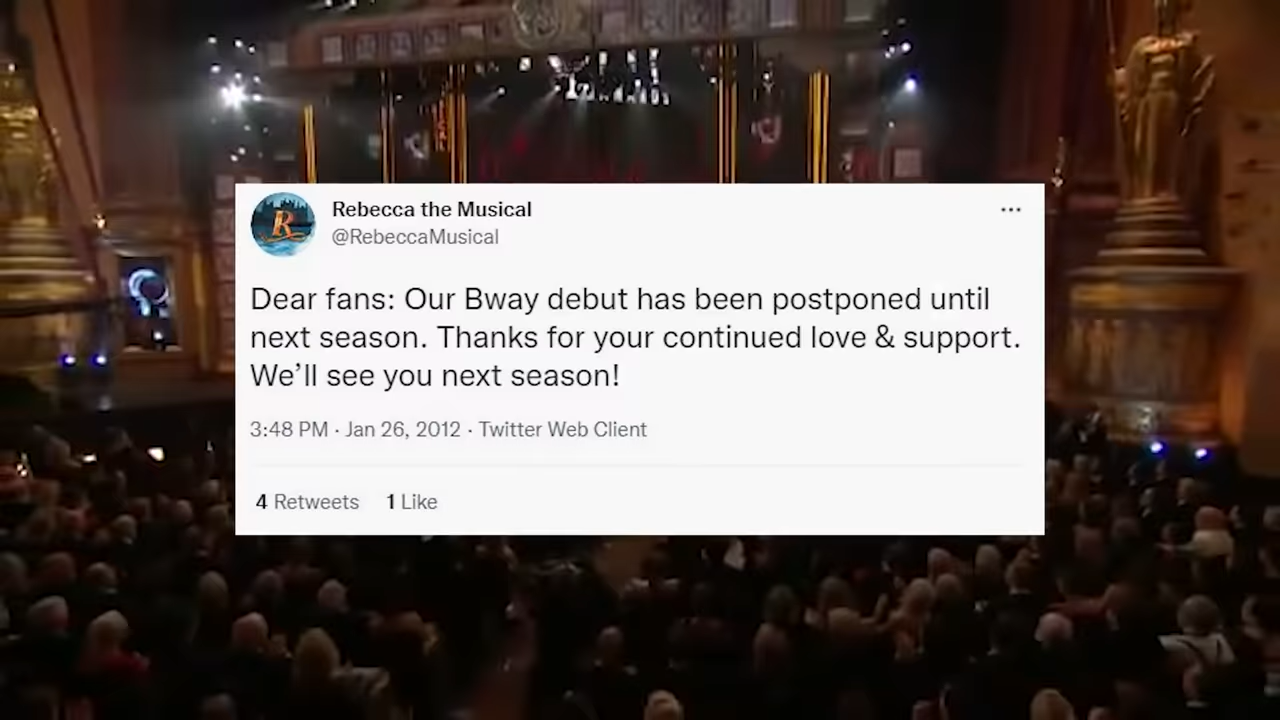 R
Rebecca the Musical
@RebeccaMusical
Dear fans: Our Bway debut has been postponed until
next season. Thanks for your continued love & support.
We’ll see you next season!
3:48 PM · Jan 26, 2012 · Twitter Web Client
4 Retweets 1 Like